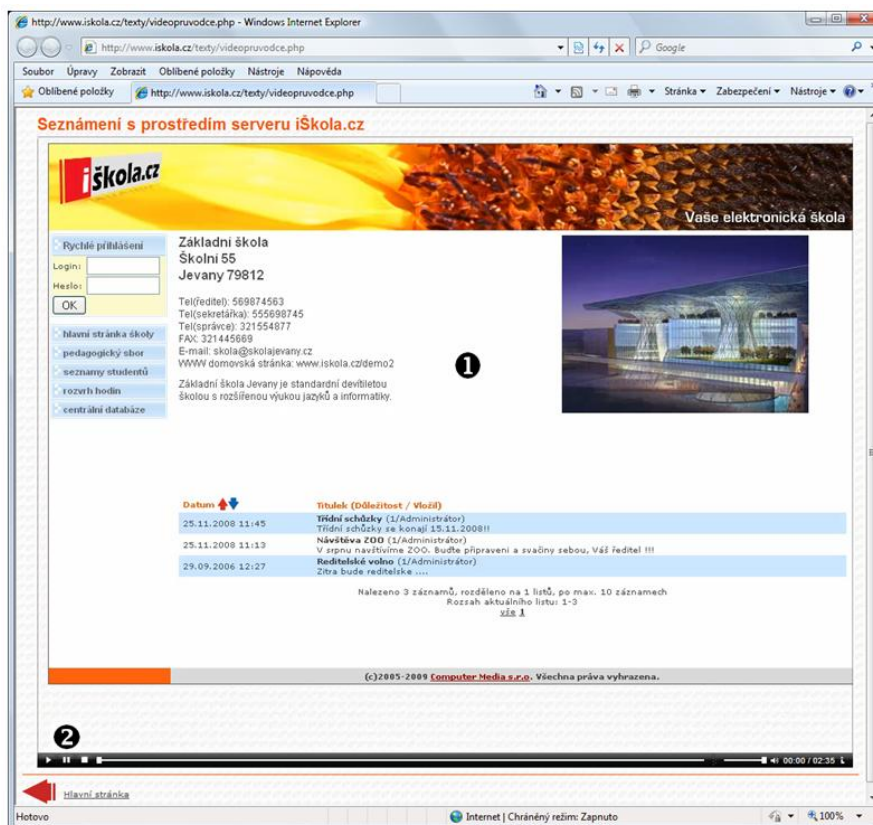 http://www.iskola.cz/texty/videopruvodce.php - Windows Internet Explorer
http://www.iskola.cz/texty/videopruvodce.php
Google
Soubor Úpravy Zobrazit Oblíbené položky Nástroje Nápověda
Oblíbené položky http://www.iskola.cz/texty/videopruvodce.php Stránka Zabezpečení Nástroje
Seznámení s prostředím serveru iŠkola.cz
iškola.cz
Vaše elektronická škola
Rychlé přihlášení
Login:
Heslo:
OK
hlavní stránka školy
pedagogický sbor
seznamy studentů
rozvrh hodin
centrální databáze
Základní škola
Školní 55
Jevany 79812
Tel(ředitel): 569874563
Tel(sekretářka): 555698745
Tel(správce): 321554877
FAX: 321445669
E-mail: skola@skolajevany.cz
WWW domovská stránka: www.iskola.cz/demo2
Základní škola Jevany je standardní devítiletou
školou s rozšířenou výukou jazyků a informatiky.
1
Datum Titulek (Důležitost / Vložil)
25.11.2008 11:45 Třídní schůzky (1/Administrátor)
Třídní schůzky se konají 15.11.2008!!
25.11.2008 11:13 Návštěva ZOO (1/Administrátor)
V srpnu navštívíme ZOO. Buďte připraveni a svačiny sebou, Váš ředitel !!!
29.09.2006 12:27 Reditelské volno (1/Administrátor)
Zitra bude reditelske ....
Nalezeno 3 záznamů, rozděleno na 1 listů, po max. 10 záznamech
Rozsah aktuálního listu: 1-3
vše 1
(c)2005-2009 Computer Media s.r.o. Všechna práva vyhrazena.
2
00:00 / 02:35
Hlavní stránka
Hotovo Internet | Chráněný režim: Zapnuto 100%